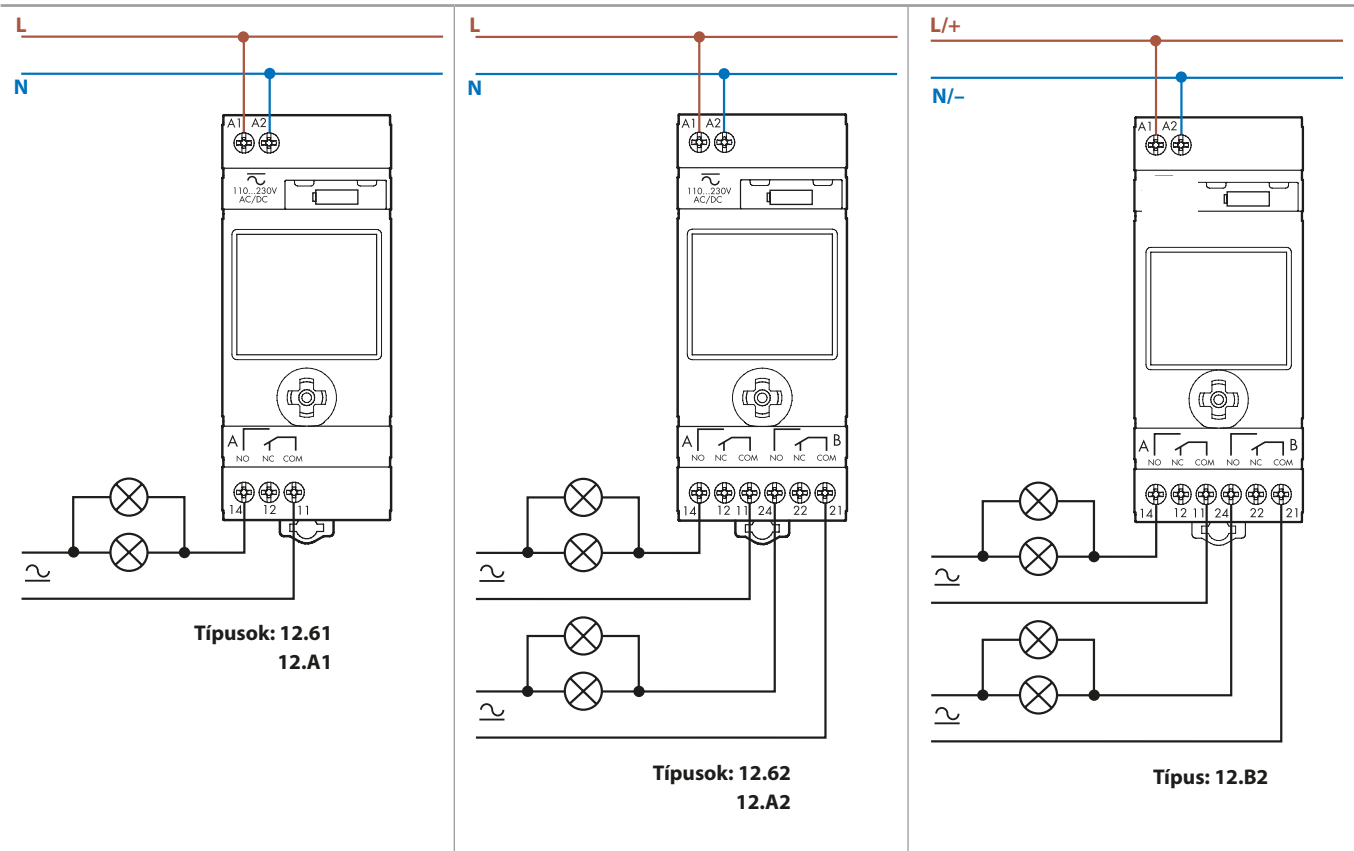 L
N
A1 A2
110...230V
AC/DC
A
NO NC COM
14 12 11
Típusok: 12.61
12.A1
L
N
A1 A2
110...230V
AC/DC
A B
NO NC COM NO NC COM
14 12 11 24 22 21
Típusok: 12.62
12.A2
L/+
N/–
A1 A2
A B
NO NC COM NO NC COM
14 12 11 24 22 21
Típus: 12.B2